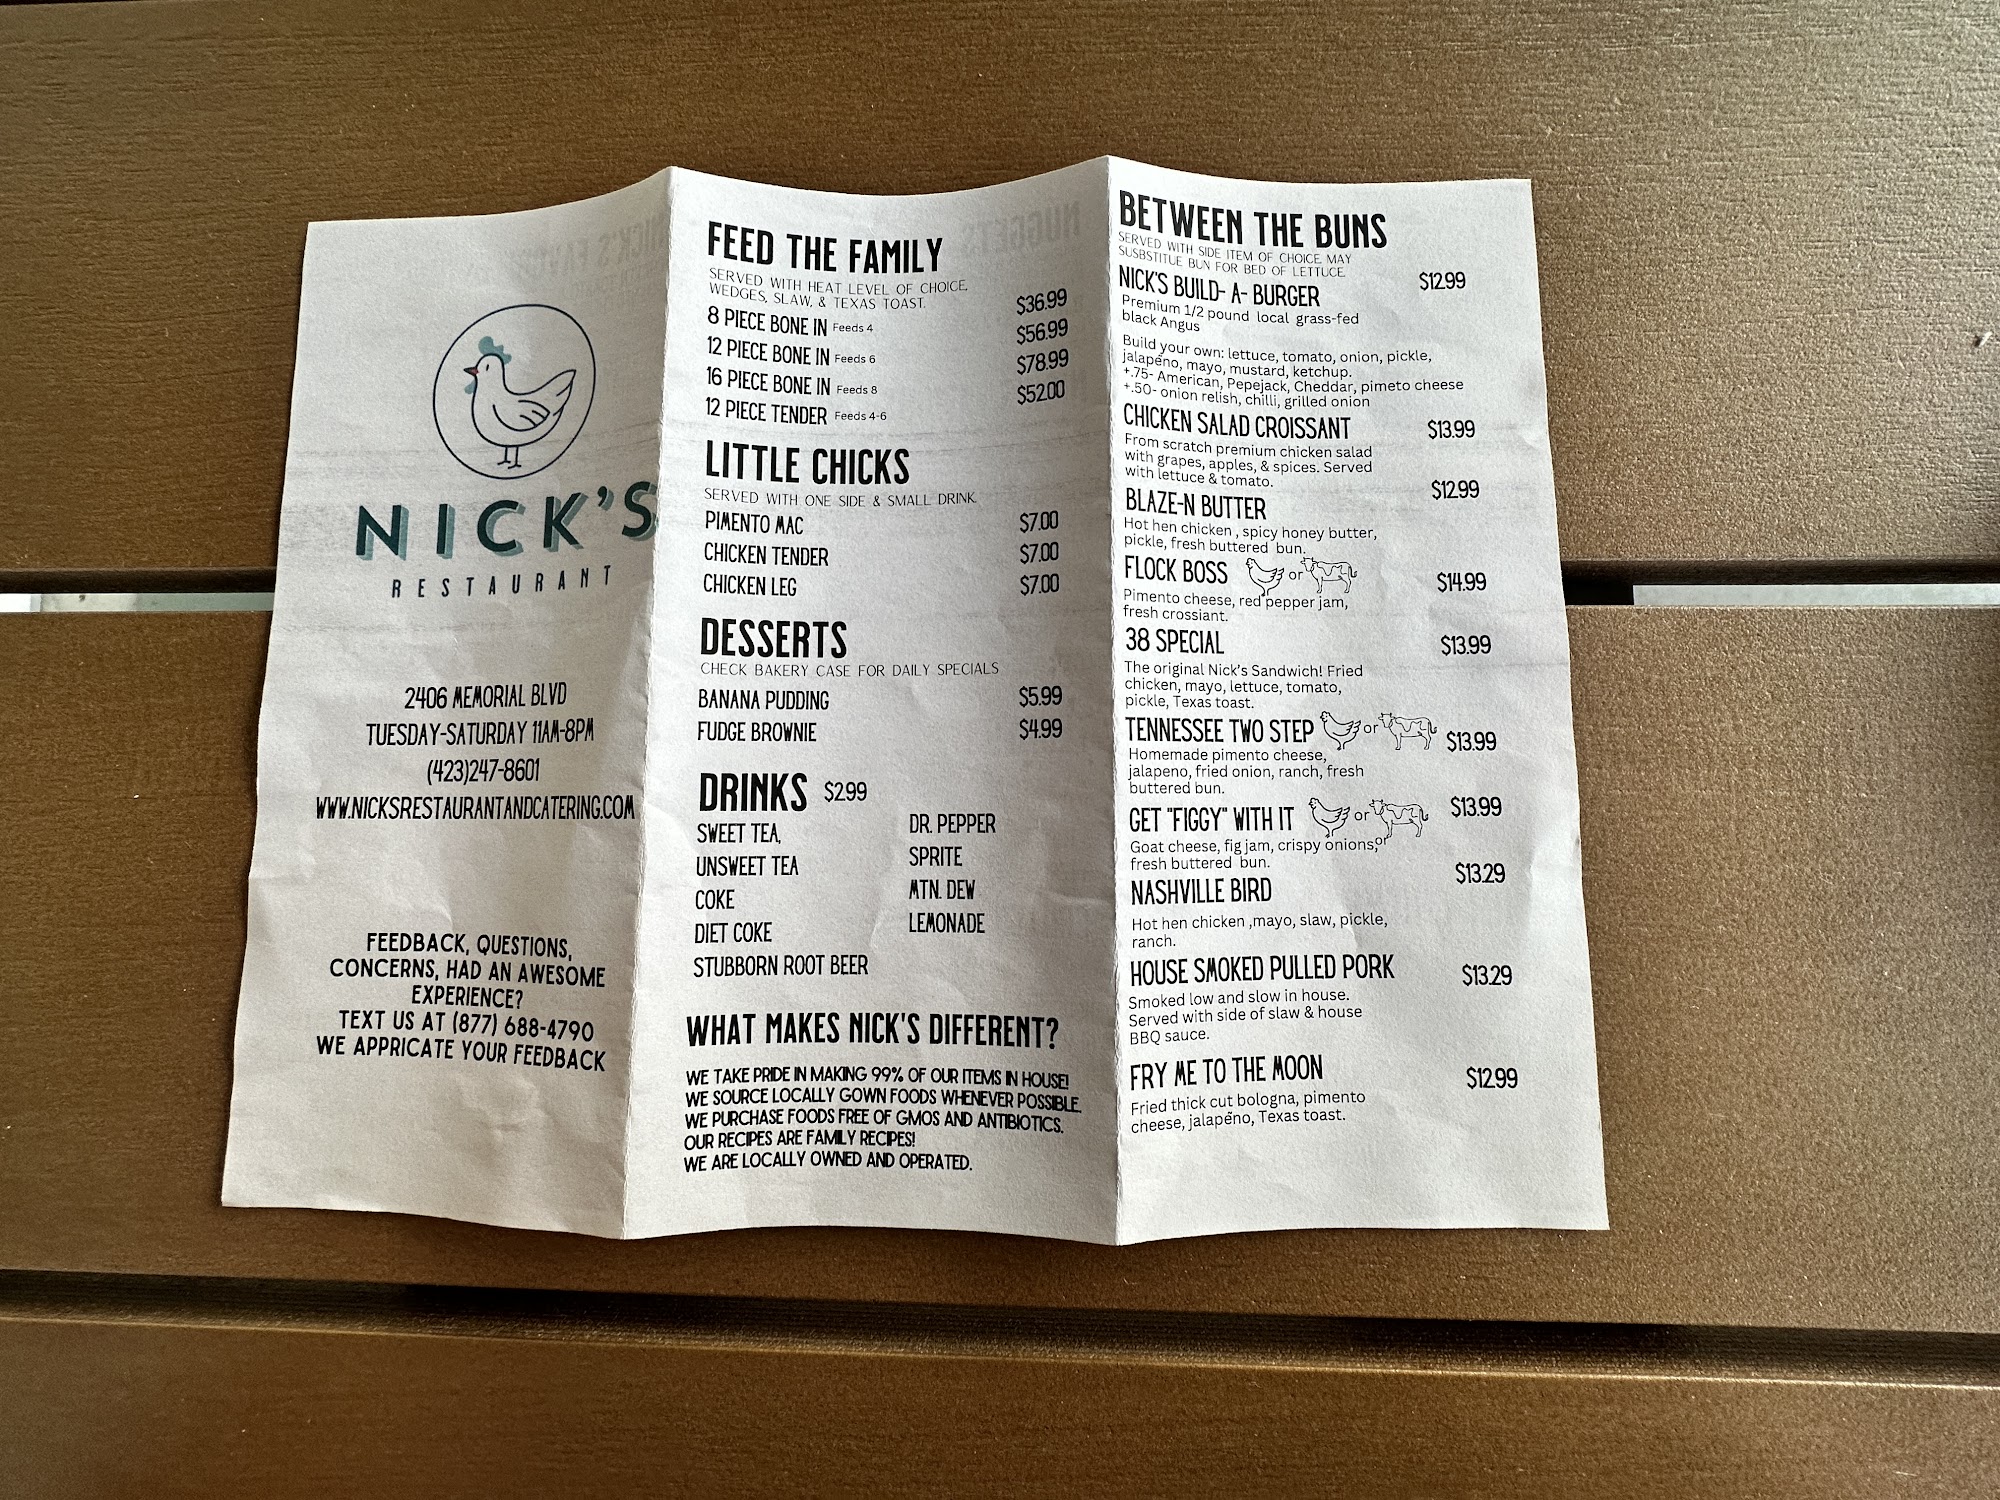 NICK'S
RESTAURANT
2406 MEMORIAL BLVD
TUESDAY-SATURDAY 11AM-8PM
(423)247-8601
WWW.NICKSRESTAURANTANDCATERING.COM
FEEDBACK, QUESTIONS,
CONCERNS, HAD AN AWESOME
EXPERIENCE?
TEXT US AT (877) 688-4790
WE APPRICATE YOUR FEEDBACK
FEED THE FAMILY
SERVED WITH HEAT LEVEL OF CHOICE,
WEDGES, SLAW, & TEXAS TOAST.
8 PIECE BONE IN Feeds 4 $36.99
12 PIECE BONE IN Feeds 6 $56.99
16 PIECE BONE IN Feeds 8 $78.99
12 PIECE TENDER Feeds 4-6 $52.00
LITTLE CHICKS
SERVED WITH ONE SIDE & SMALL DRINK.
PIMENTO MAC $7.00
CHICKEN TENDER $7.00
CHICKEN LEG $7.00
DESSERTS
CHECK BAKERY CASE FOR DAILY SPECIALS
BANANA PUDDING $5.99
FUDGE BROWNIE $4.99
DRINKS $2.99
SWEET TEA,
UNSWEET TEA
COKE
DIET COKE
STUBBORN ROOT BEER
DR. PEPPER
SPRITE
MTN. DEW
LEMONADE
WHAT MAKES NICK'S DIFFERENT?
WE TAKE PRIDE IN MAKING 99% OF OUR ITEMS IN HOUSE!
WE SOURCE LOCALLY GOWN FOODS WHENEVER POSSIBLE.
WE PURCHASE FOODS FREE OF GMOS AND ANTIBIOTICS.
OUR RECIPES ARE FAMILY RECIPES!
WE ARE LOCALLY OWNED AND OPERATED.
BETWEEN THE BUNS
SERVED WITH SIDE ITEM OF CHOICE. MAY
SUSBSTITUE BUN FOR BED OF LETTUCE.
NICK'S BUILD- A- BURGER $12.99
Premium 1/2 pound local grass-fed
black Angus
Build your own: lettuce, tomato, onion, pickle,
jalapeño, mayo, mustard, ketchup.
+.75- American, Pepejack, Cheddar, pimeto cheese
+.50- onion relish, chilli, grilled onion
CHICKEN SALAD CROISSANT $13.99
From scratch premium chicken salad
with grapes, apples, & spices. Served
with lettuce & tomato.
BLAZE-N BUTTER $12.99
Hot hen chicken , spicy honey butter,
pickle, fresh buttered bun.
FLOCK BOSS or $14.99
Pimento cheese, red pepper jam,
fresh crossiant.
38 SPECIAL $13.99
The original Nick's Sandwich! Fried
chicken, mayo, lettuce, tomato,
pickle, Texas toast.
TENNESSEE TWO STEP or $13.99
Homemade pimento cheese,
jalapeno, fried onion, ranch, fresh
buttered bun.
GET "FIGGY" WITH IT or $13.99
Goat cheese, fig jam, crispy onions, or
fresh buttered bun.
NASHVILLE BIRD $13.29
Hot hen chicken ,mayo, slaw, pickle,
ranch.
HOUSE SMOKED PULLED PORK $13.29
Smoked low and slow in house.
Served with side of slaw & house
BBQ sauce.
FRY ME TO THE MOON $12.99
Fried thick cut bologna, pimento
cheese, jalapeño, Texas toast.